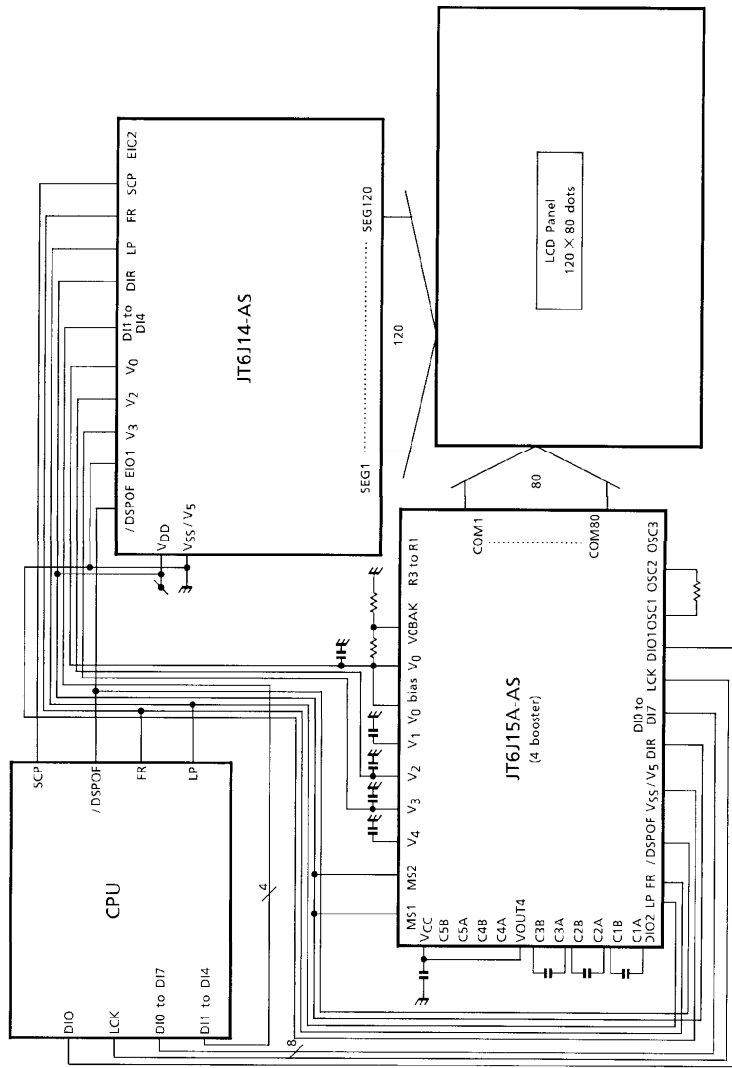 EIO2
SCP
FR
LP
DIR
DI1 to
DI4
V0
V2
V3
EIO1
/DSPOF
VDD
VSS/V5
JT6J14-AS
SEG1
SEG120
120
LCD Panel
120 × 80 dots
80
SCP
/DSPOF
FR
LP
CPU
DIO
LCK
DI0 to DI7
DI1 to DI4
4
8
R3 to R1
VCBAK
V0
bias
V0
V1
V2
V3
V4
MS2
MS1
JT6J15A-AS
(4 booster)
COM1
COM80
VCC
C5B
C5A
C4B
C4A
VOUT4
C3B
C3A
C2B
C2A
C1B
C1A
DIO2
LP
FR
/DSPOF
VSS/V5
DIR
DI0 to
DI7
LCK
DIO1
OSC1
OSC2
OSC3